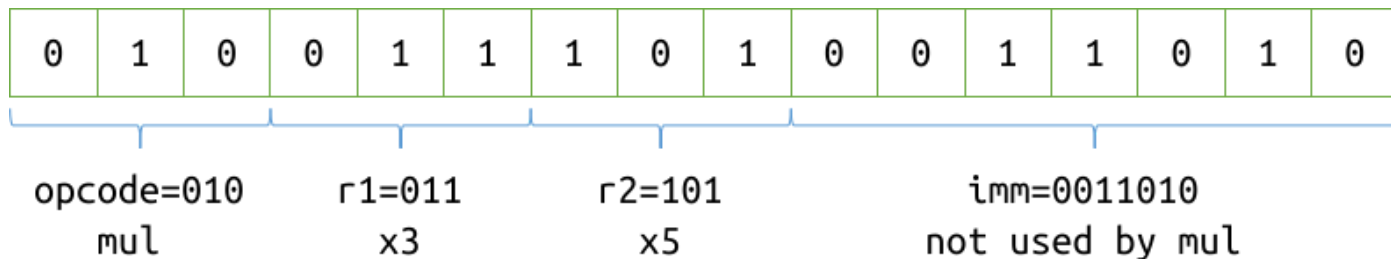 0 1 0 0 1 1 1 0 1 0 0 1 1 0 1 0
opcode=010 r1=011 r2=101 imm=0011010
mul x3 x5 not used by mul